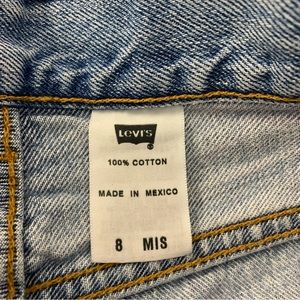 Levi's
®
100% COTTON
MADE IN MEXICO
8 MIS